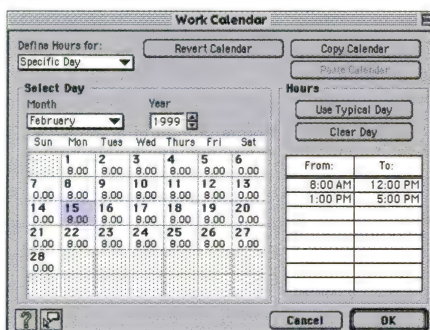 Work Calendar
Define Hours for:
Specific Day
Revert Calendar
Copy Calendar
Paste Calendar
Select Day
Month
Year
February
1999
Sun Mon Tues Wed Thurs Fri Sat
1 2 3 4 5 6
8.00 8.00 8.00 8.00 8.00 0.00
7 8 9 10 11 12 13
0.00 8.00 8.00 8.00 8.00 8.00 0.00
14 15 16 17 18 19 20
0.00 8.00 8.00 8.00 8.00 8.00 0.00
21 22 23 24 25 26 27
0.00 8.00 8.00 8.00 8.00 8.00 0.00
28
0.00
Hours
Use Typical Day
Clear Day
From: To:
8:00 AM 12:00 PM
1:00 PM 5:00 PM
?
Cancel
OK